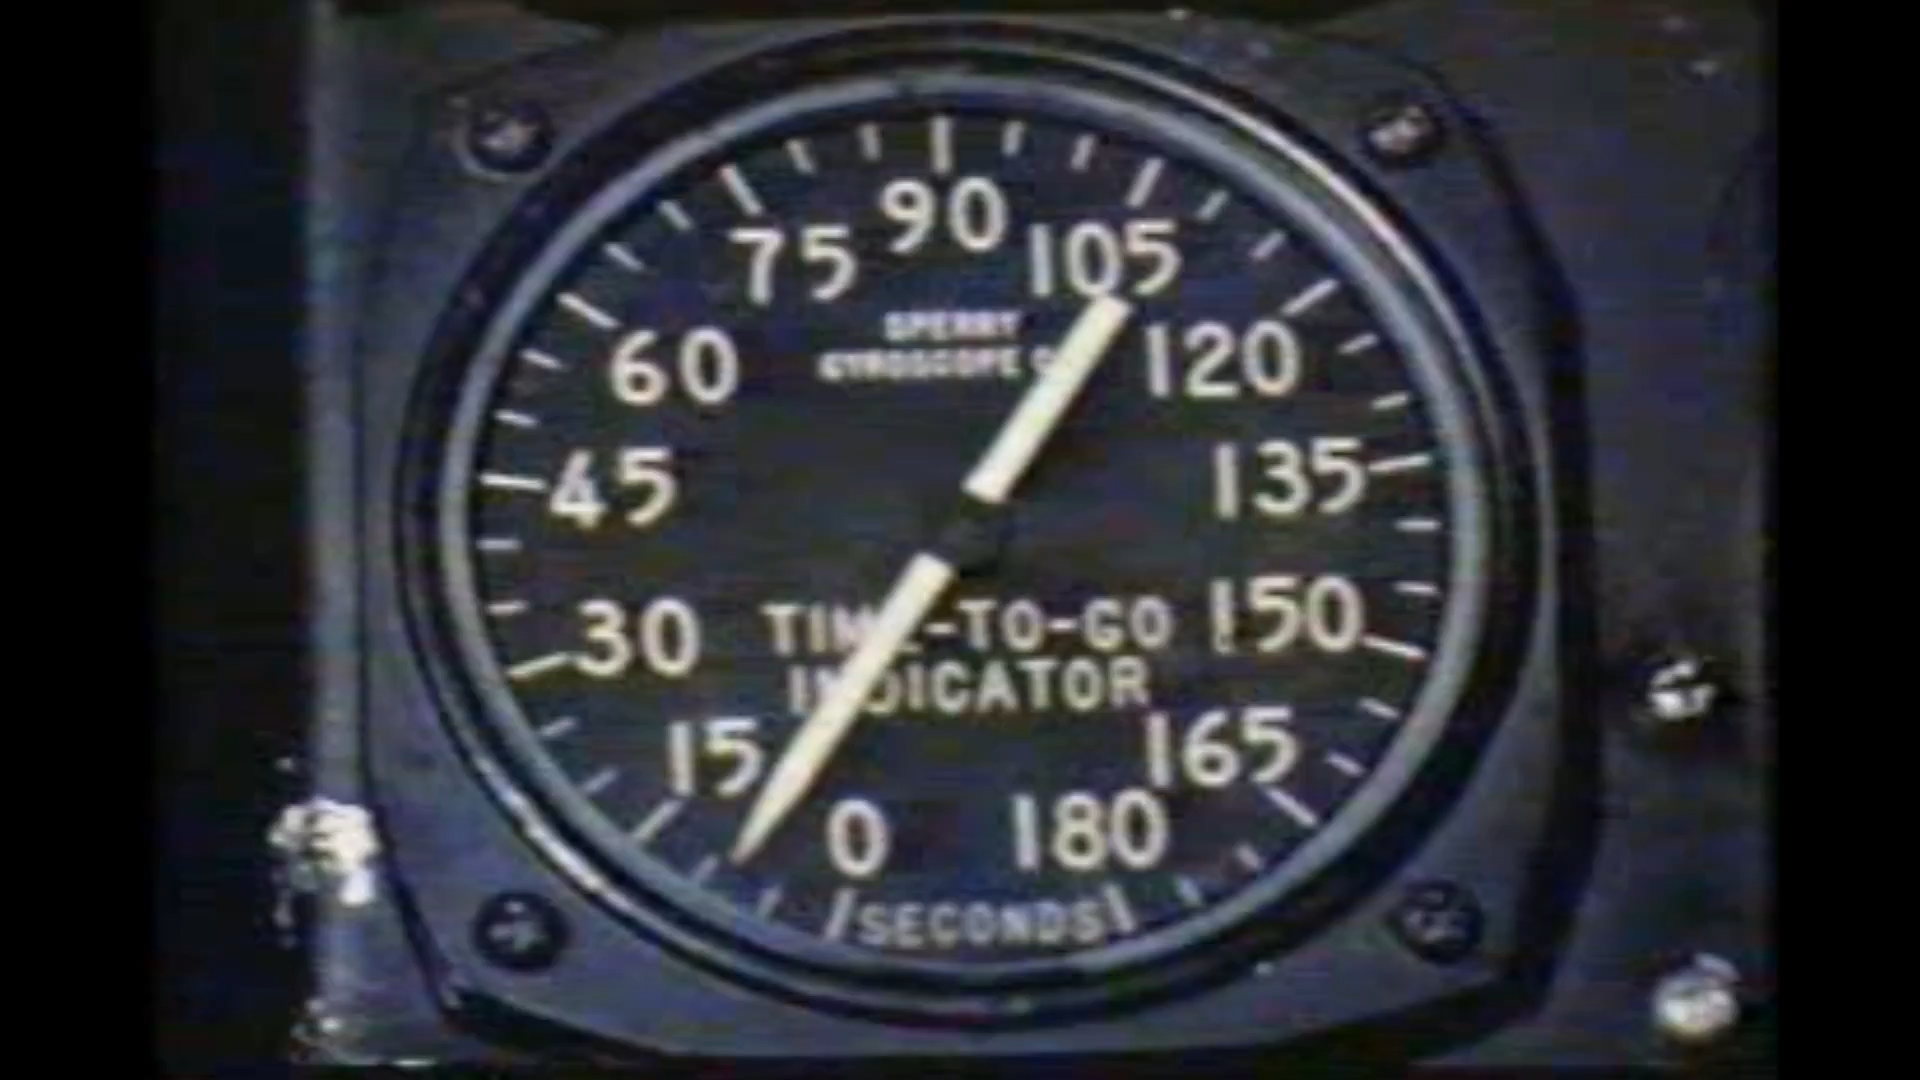 90
75 105
SPERRY
GYROSCOPE
60 120
45 135
30 150
TIME-TO-GO
INDICATOR
15 165
0 180
SECONDS